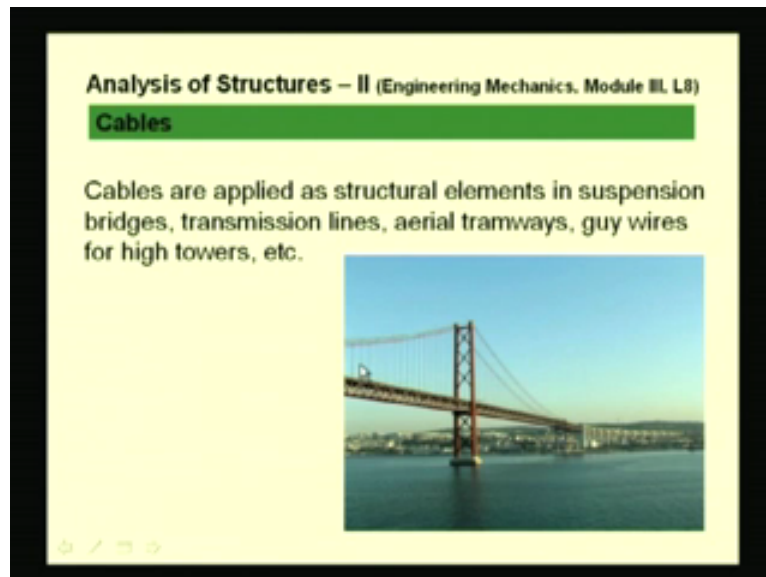 Analysis of Structures – II (Engineering Mechanics. Module III. L8)
Cables
Cables are applied as structural elements in suspension
bridges, transmission lines, aerial tramways, guy wires
for high towers, etc.